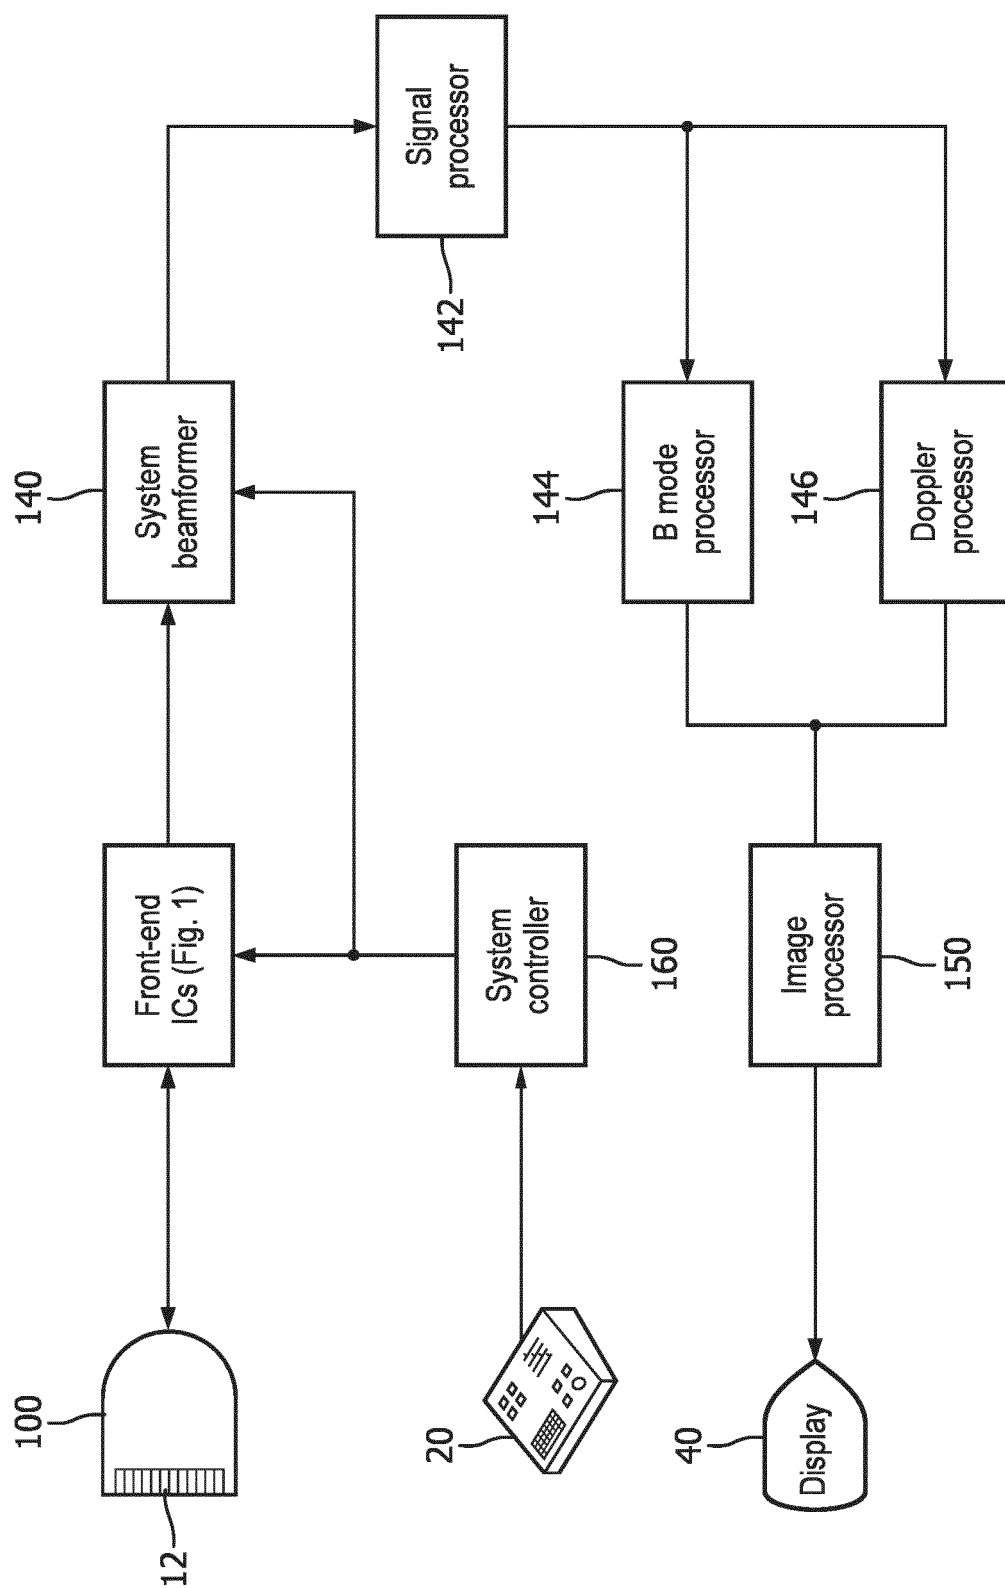 100
12
Front-end
ICs (Fig. 1)
140
System
beamformer
142
Signal
processor
20
System
controller
160
144
B mode
processor
146
Doppler
processor
40
Display
Image
processor
150